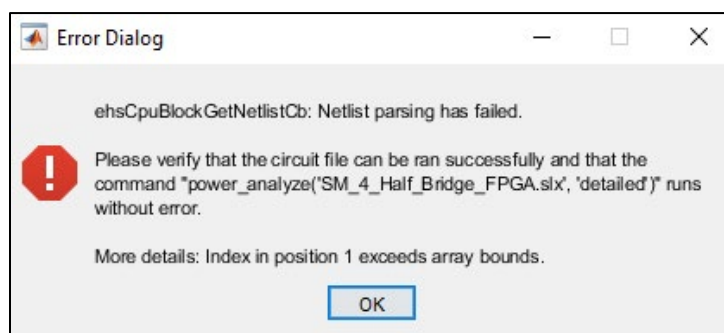 Error Dialog
ehsCpuBlockGetNetlistCb: Netlist parsing has failed.
Please verify that the circuit file can be ran successfully and that the
command "power_analyze('SM_4_Half_Bridge_FPGA.slx', 'detailed')" runs
without error.
More details: Index in position 1 exceeds array bounds.
OK